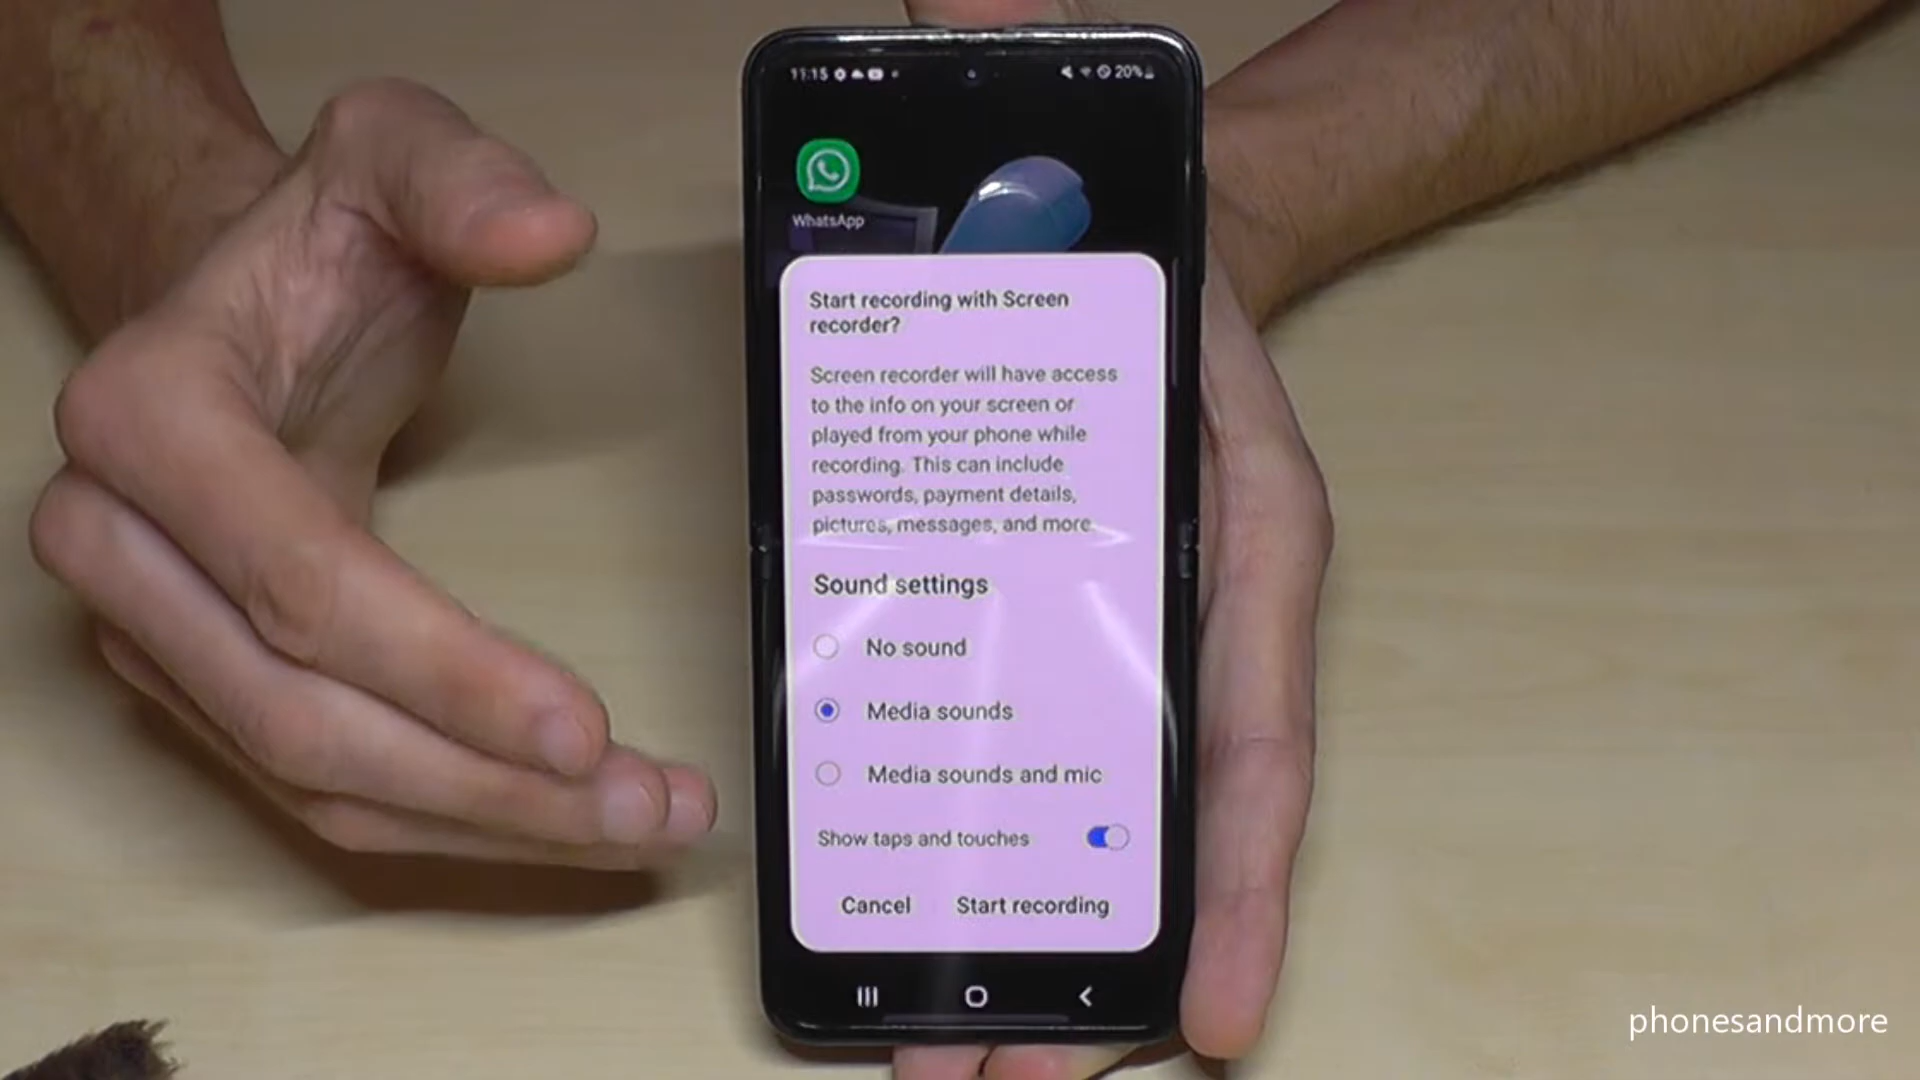 11:15
20%
WhatsApp
Start recording with Screen
recorder?
Screen recorder will have access
to the info on your screen or
played from your phone while
recording. This can include
passwords, payment details,
pictures, messages, and more.
Sound settings
No sound
Media sounds
Media sounds and mic
Show taps and touches
Cancel
Start recording
phonesandmore